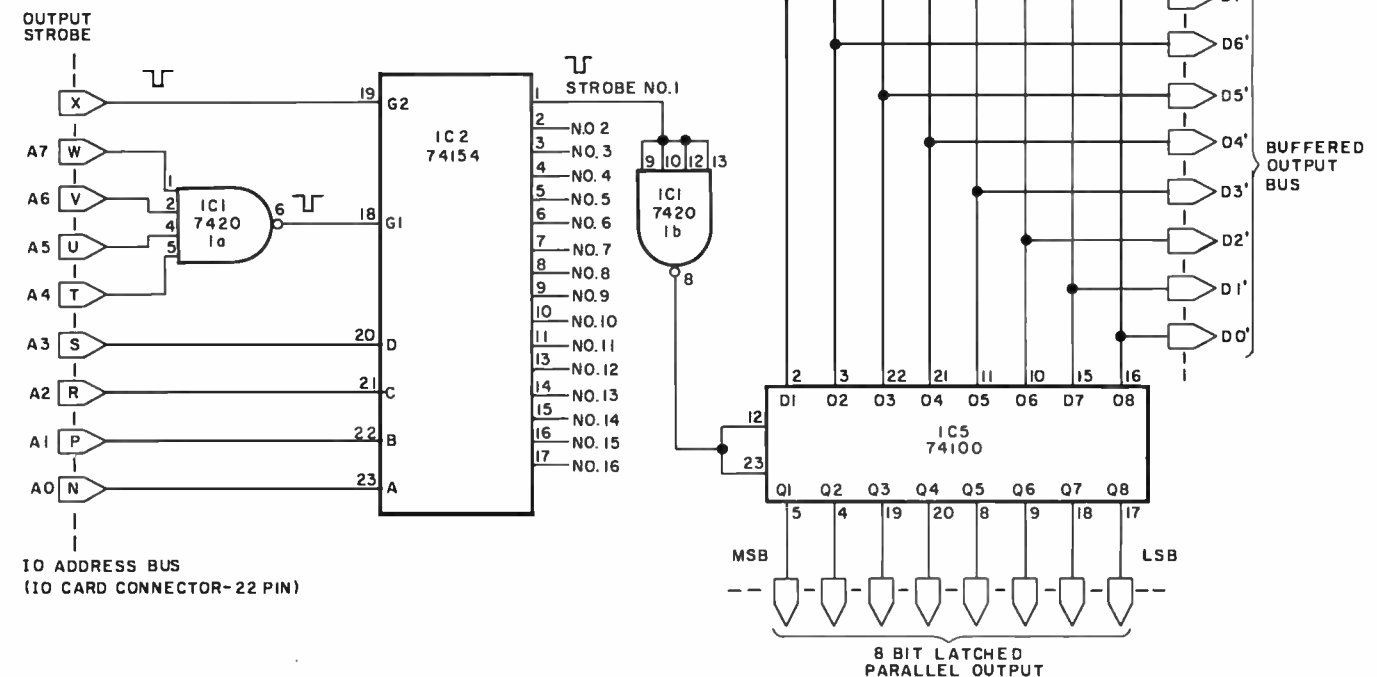 OUTPUT
STROBE
X
A7 W
A6 V
A5 U
A4 T
A3 S
A2 R
A1 P
A0 N
IO ADDRESS BUS
(IO CARD CONNECTOR-22 PIN)
1
2
4
5
IC1
7420
1a
6
19 G2
18 G1
20 D
21 C
22 B
23 A
IC2
74154
1 STROBE NO.1
2 NO 2
3 NO. 3
4 NO. 4
5 NO.5
6 NO. 6
7 NO. 7
8 NO.8
9 NO.9
10 NO.10
11 NO.11
13 NO.12
14 NO.13
15 NO. 14
16 NO. 15
17 NO. 16
9 10 12 13
IC1
7420
1b
8
D6'
D5'
D4'
D3'
D2'
D1'
D0'
BUFFERED
OUTPUT
BUS
2 3 22 21 11 10 15 16
D1 D2 D3 D4 D5 D6 D7 D8
12
23
IC5
74100
Q1 Q2 Q3 Q4 Q5 Q6 Q7 Q8
5 4 19 20 8 9 18 17
MSB LSB
8 BIT LATCHED
PARALLEL OUTPUT